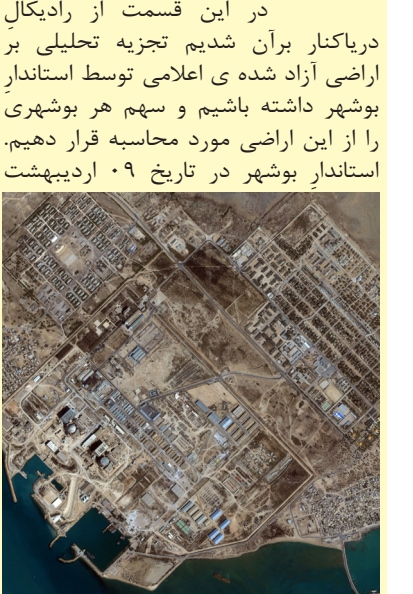 در این قسمت از رادیکالِ
دریاکنار برآن شدیم تجزیه تحلیلی بر
اراضی آزاد شده ی اعلامی توسط استاندارِ
بوشهر داشته باشیم و سهم هر بوشهری
را از این اراضی مورد محاسبه قرار دهیم.
استاندارِ بوشهر در تاریخ ۰۹ اردیبهشت